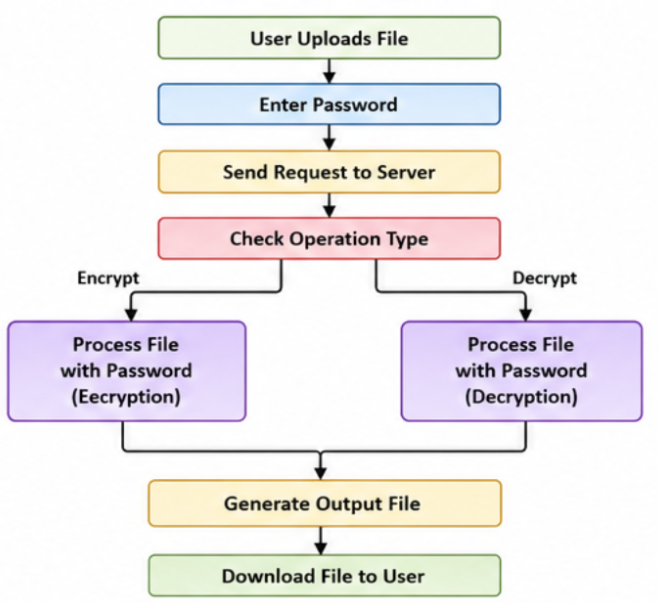 User Uploads File
Enter Password
Send Request to Server
Check Operation Type
Encrypt
Decrypt
Process File
with Password
(Eecryption)
Process File
with Password
(Decryption)
Generate Output File
Download File to User